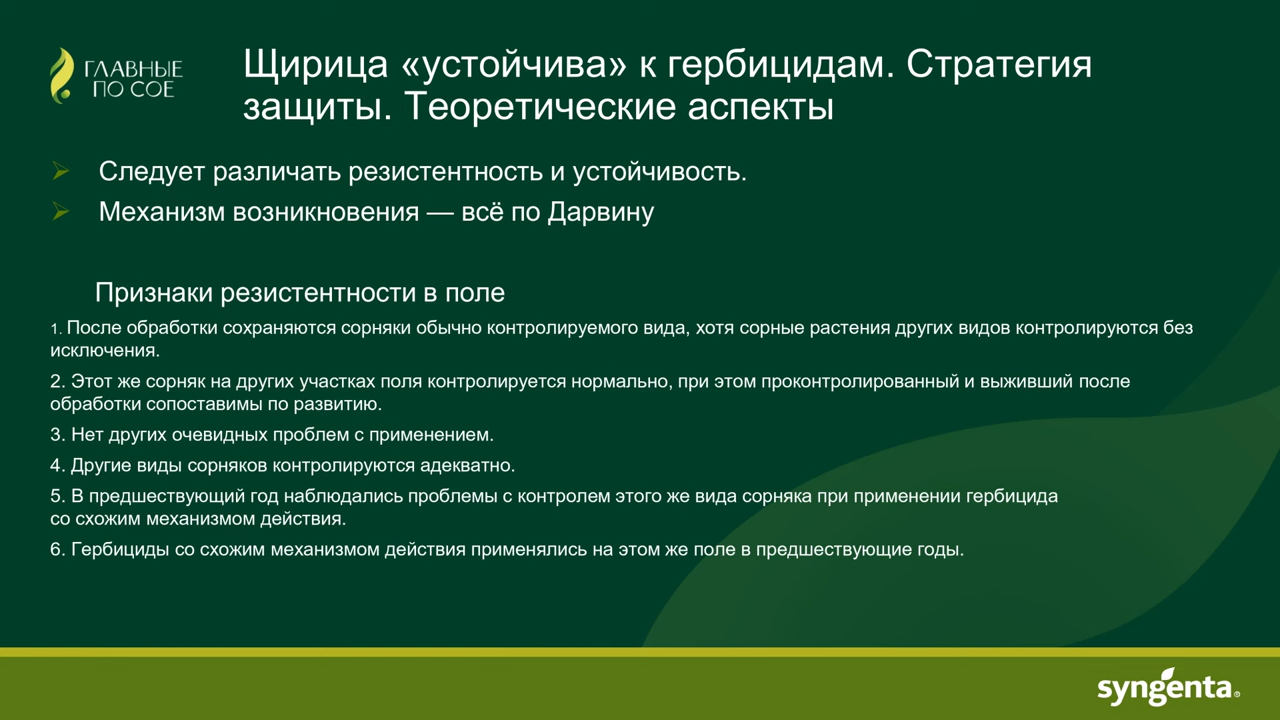 ГЛАВНЫЕ
ПО СОЕ
Щирица «устойчива» к гербицидам. Стратегия
защиты. Теоретические аспекты
Следует различать резистентность и устойчивость.
Механизм возникновения — всё по Дарвину
Признаки резистентности в поле
1. После обработки сохраняются сорняки обычно контролируемого вида, хотя сорные растения других видов контролируются без
исключения.
2. Этот же сорняк на других участках поля контролируется нормально, при этом проконтролированный и выживший после
обработки сопоставимы по развитию.
3. Нет других очевидных проблем с применением.
4. Другие виды сорняков контролируются адекватно.
5. В предшествующий год наблюдались проблемы с контролем этого же вида сорняка при применении гербицида
со схожим механизмом действия.
6. Гербициды со схожим механизмом действия применялись на этом же поле в предшествующие годы.
syngenta®